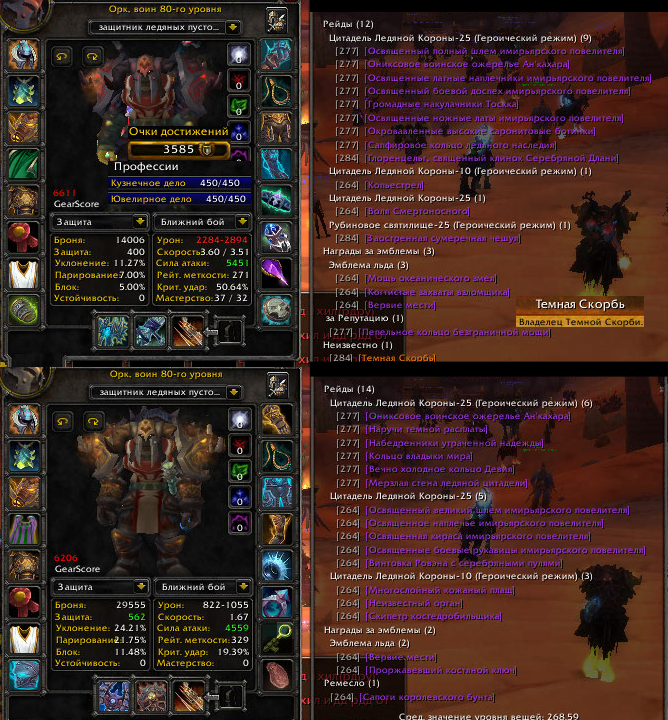 Орк, воин 80-го уровня
защитник ледяных пусто...
Очки достижений
3585
Профессии
Кузнечное дело 450/450
Ювелирное дело 450/450
6611
GearScore
Защита
Ближний бой
Броня: 14006
Защита: 400
Уклонение: 11.27%
Парирование: 7.00%
Блок: 5.00%
Устойчивость: 0
Урон: 2284-2894
Скорость: 3.60 / 3.51
Сила атаки: 5451
Рейт. меткости: 271
Крит. удар: 50.64%
Мастерство: 37 / 32
Рейды (12)
Цитадель Ледяной Короны-25 (Героический режим) (9)
[277] [Освященный полный шлем имирьярского повелителя]
[277] [Ониксовое воинское ожерелье Ан'кахара]
[277] [Освященные латные наплечники имирьярского повелителя]
[277] [Освященный боевой доспех имирьярского повелителя]
[277] [Громадные накулачники Тоскка]
[277] [Освященные ножные латы имирьярского повелителя]
[277] [Окровавленные высокие саронитовые ботинки]
[277] [Сапфировое кольцо ледяного наследия]
[284] [Глоренцельг, священный клинок Серебряной Длани]
Цитадель Ледяной Короны-10 (Героический режим) (1)
[264] [Копьестрел]
Цитадель Ледяной Короны-25 (1)
[264] [Воля Смертоносного]
Рубиновое святилище-25 (Героический режим) (1)
[284] [Заостренная сумеречная чешуя]
Награды за эмблемы (3)
Эмблема льда (3)
[264] [Мощь океанического змея]
[264] [Когтистые захваты взломщика]
[264] [Вервие мести]
за Репутацию (1)
[277] [Пепельное кольцо безграничной мощи]
Неизвестно (1)
[284] [Темная Скорбь]
Темная Скорбь
Владелец Темной Скорби.
Орк, воин 80-го уровня
защитник ледяных пусто...
6206
GearScore
Защита
Ближний бой
Броня: 29555
Защита: 562
Уклонение: 24.21%
Парирование: 21.75%
Блок: 11.48%
Устойчивость: 0
Урон: 822-1055
Скорость: 1.67
Сила атаки: 4559
Рейт. меткости: 329
Крит. удар: 19.39%
Мастерство: 0
Рейды (14)
Цитадель Ледяной Короны-25 (Героический режим) (6)
[277] [Ониксовое воинское ожерелье Ан'кахара]
[277] [Наручи темной расплаты]
[277] [Набедренники утраченной надежды]
[277] [Кольцо владыки мира]
[277] [Вечно холодное кольцо Девия]
[277] [Мерзлая стена ледяной цитадели]
Цитадель Ледяной Короны-25 (5)
[264] [Освященный великий шлем имирьярского повелителя]
[264] [Освященное наплечье имирьярского повелителя]
[264] [Освященная кираса имирьярского повелителя]
[264] [Освященные боевые рукавицы имирьярского повелителя]
[264] [Винтовка Роwена с серебряными пулями]
Цитадель Ледяной Короны-10 (Героический режим) (3)
[264] [Многослойный кожаный плащ]
[264] [Неизвестный орган]
[264] [Скипетр костедробильщика]
Награды за эмблемы (2)
Эмблема льда (2)
[264] [Вервие мести]
[264] [Проржавевший костяной ключ]
Ремесло (1)
[264] [Сапоги королевского бунта]
Сред. значение уровня вещей: 268.59